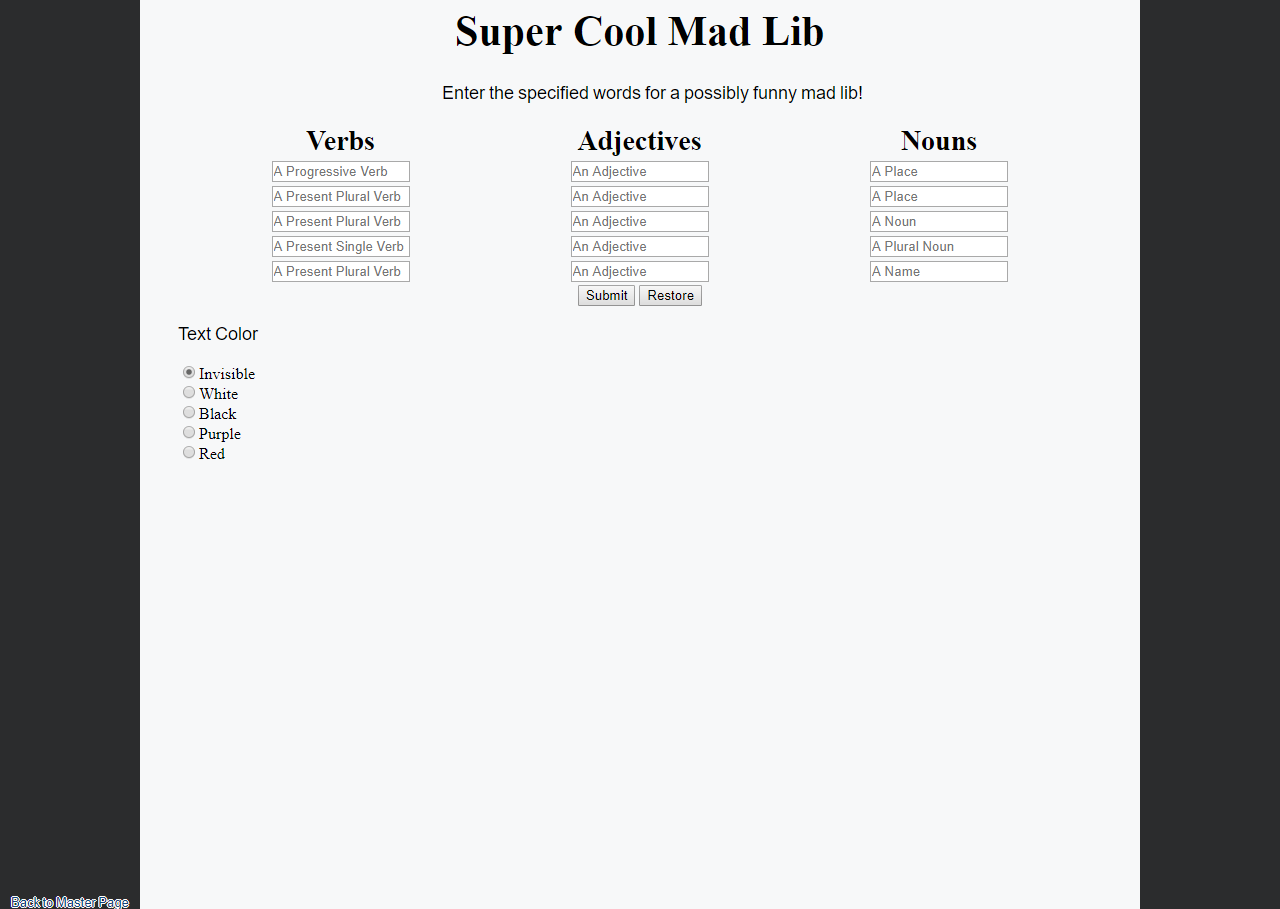 Super Cool Mad Lib
Enter the specified words for a possibly funny mad lib!
Verbs Adjectives Nouns
A Progressive Verb An Adjective A Place
A Present Plural Verb An Adjective A Place
A Present Plural Verb An Adjective A Noun
A Present Single Verb An Adjective A Plural Noun
A Present Plural Verb An Adjective A Name
Submit Restore
Text Color
Invisible
White
Black
Purple
Red
Back to Master Page